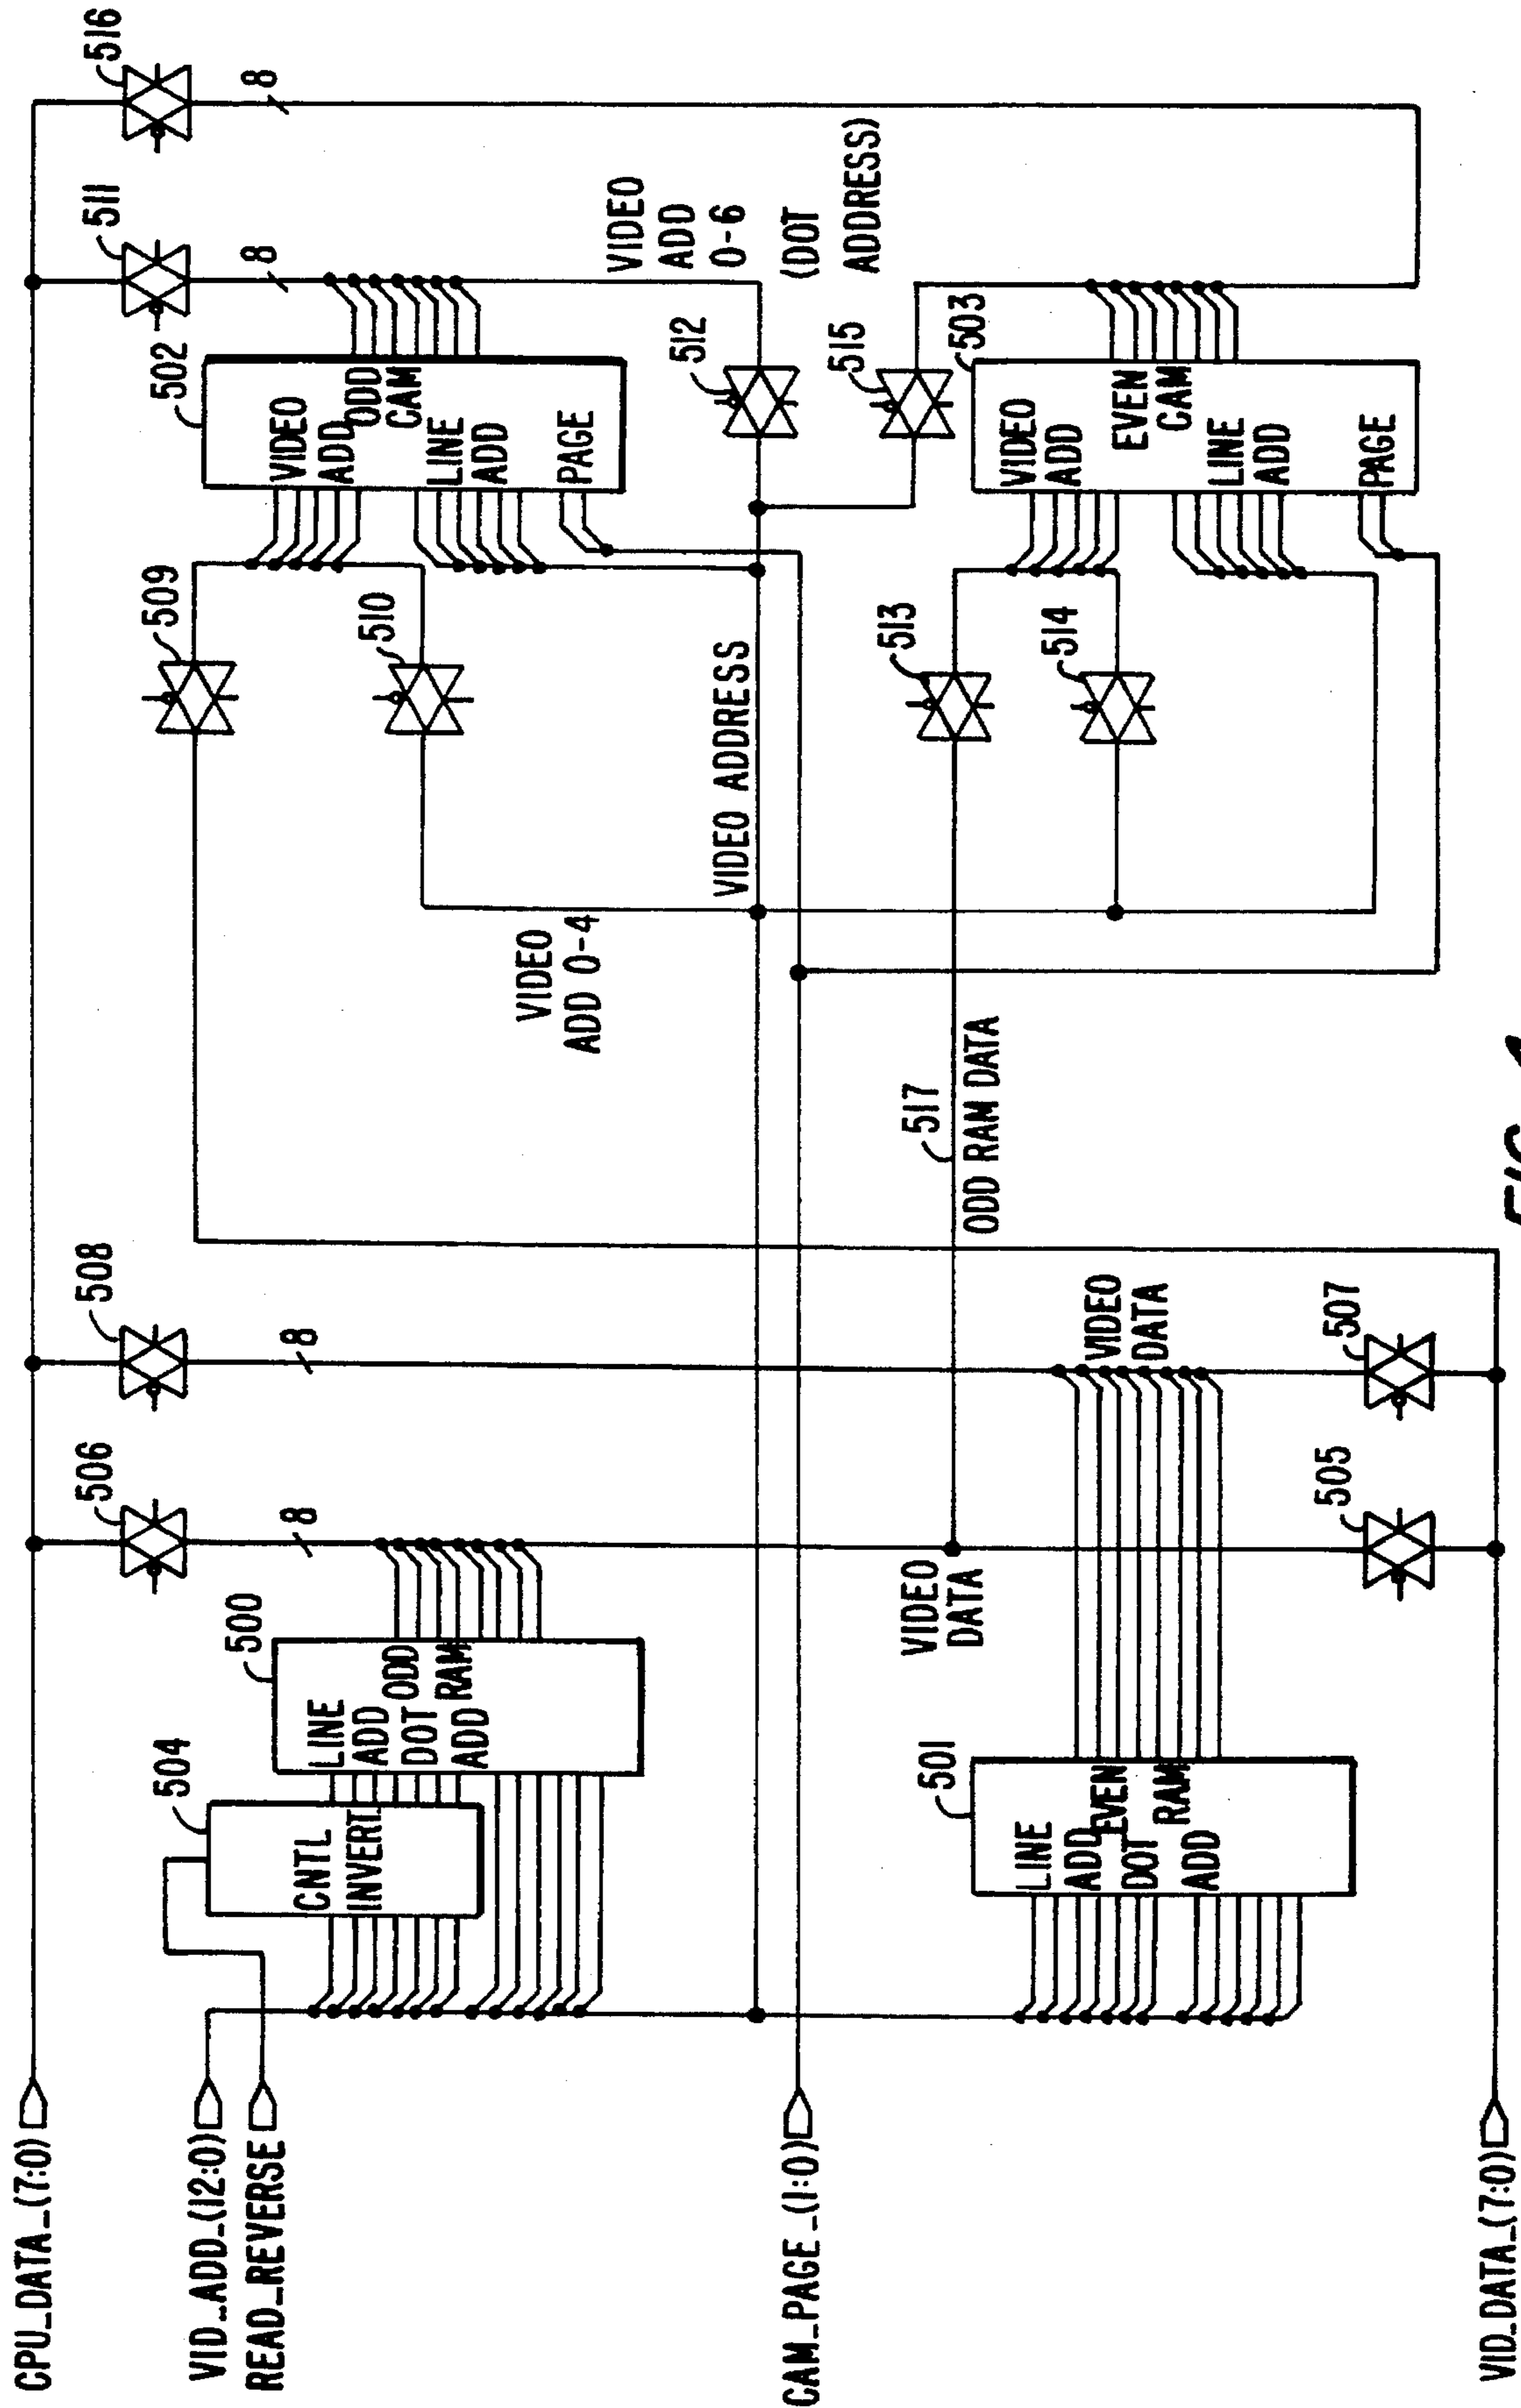 CPU_DATA_(7:0)
VID_ADD_(12:0)
READ_REVERSE
CAM_PAGE_(1:0)
VID_DATA_(7:0)
504
CNTL
INVERT
500
LINE
ADD
ODD
DOT
RAM
ADD
501
LINE
ADD
EVEN
DOT
RAM
ADD
506
8
508
8
VIDEO
DATA
VIDEO
DATA
505
507
517
ODD RAM DATA
VIDEO
ADD 0-4
VIDEO ADDRESS
509
510
513
514
502
VIDEO
ADD
ODD
CAM
LINE
ADD
PAGE
511
8
516
8
VIDEO
ADD
0-6
(DOT
ADDRESS)
512
515
503
VIDEO
ADD
EVEN
CAM
LINE
ADD
PAGE